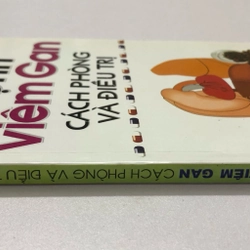 Viêm Gan
CÁCH PHÒNG
VÀ ĐIỀU TRỊ
VIÊM GAN CÁCH PHÒNG VÀ ĐIỀU